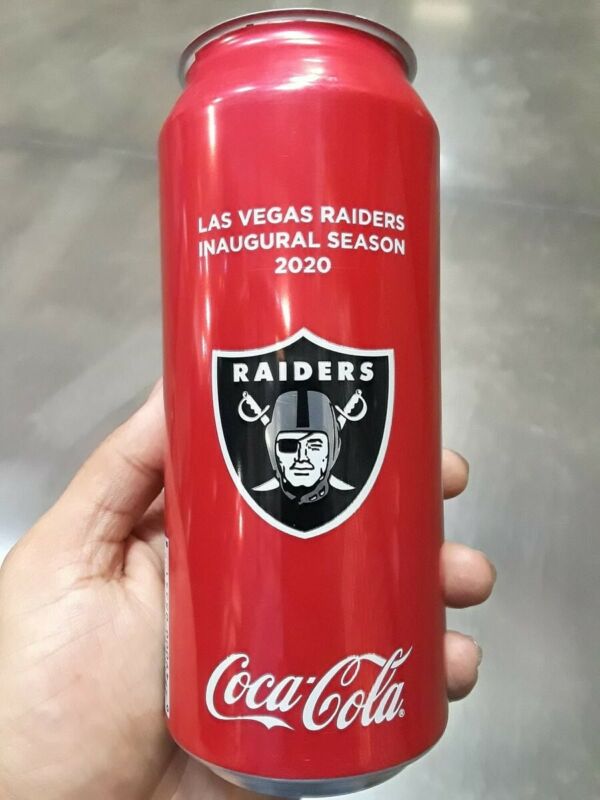 LAS VEGAS RAIDERS
INAUGURAL SEASON
2020
RAIDERS
Coca-Cola®